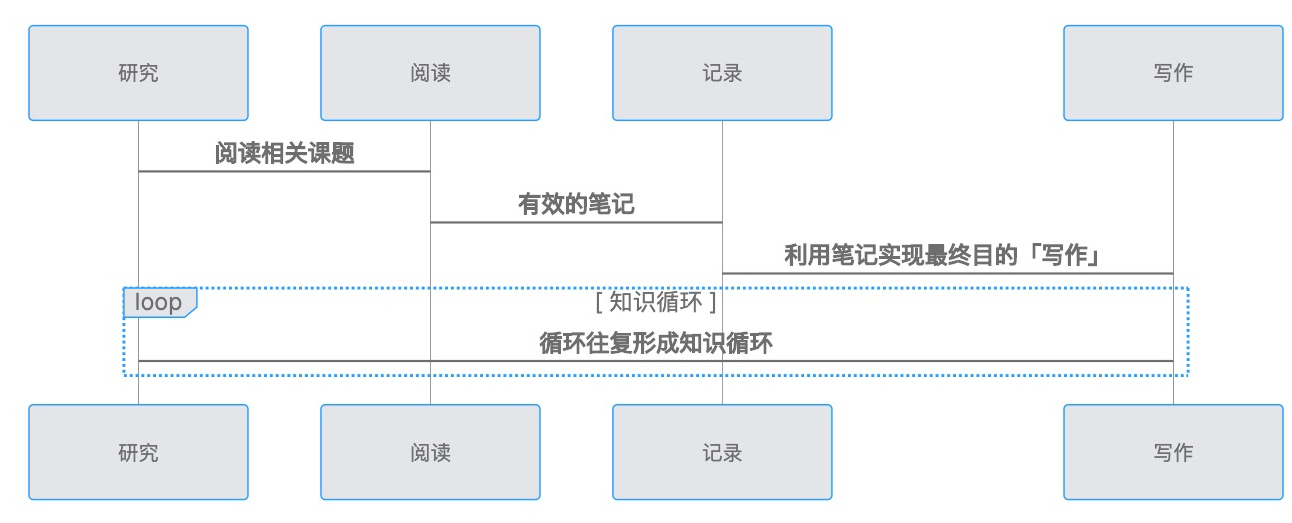 研究
阅读
记录
写作
阅读相关课题
有效的笔记
利用笔记实现最终目的「写作」
loop
[ 知识循环 ]
循环往复形成知识循环
研究
阅读
记录
写作